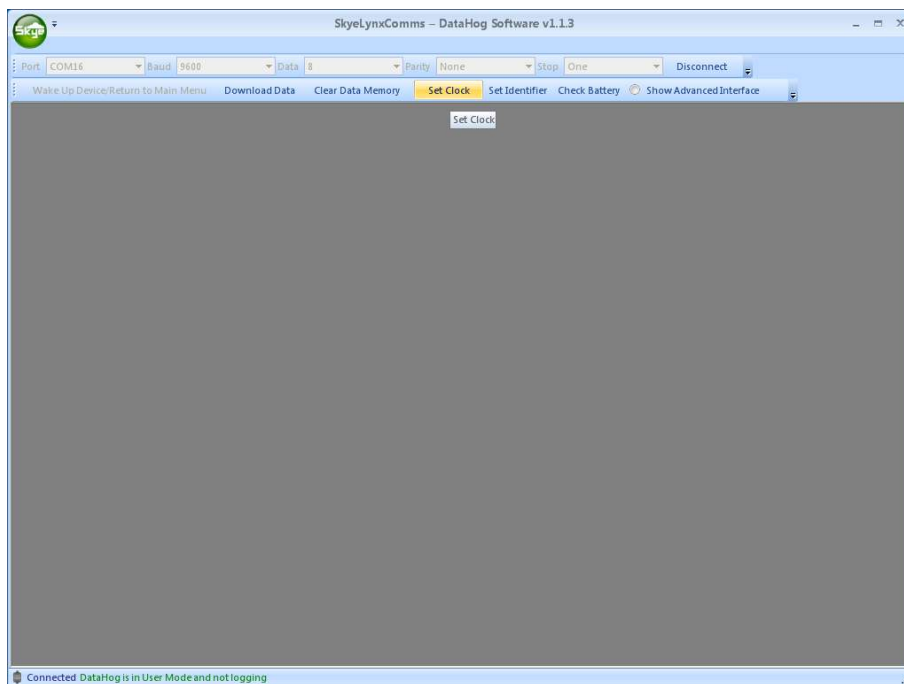 Skye
SkyeLynxComms – DataHog Software v1.1.3
Port COM16 Baud 9600 Data 8 Parity None Stop One Disconnect
Wake Up Device/Return to Main Menu Download Data Clear Data Memory Set Clock Set Identifier Check Battery Show Advanced Interface
Set Clock
Connected DataHog is in User Mode and not logging